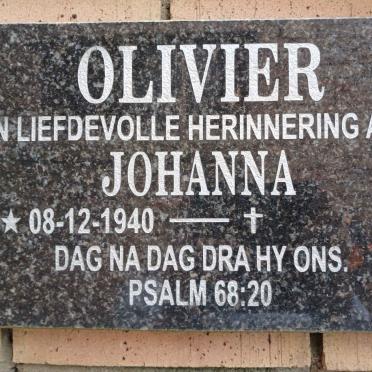 OLIVIER
N LIEFDEVOLLE HERINNERING A
JOHANNA
★ 08-12-1940 —— †
DAG NA DAG DRA HY ONS.
PSALM 68:20